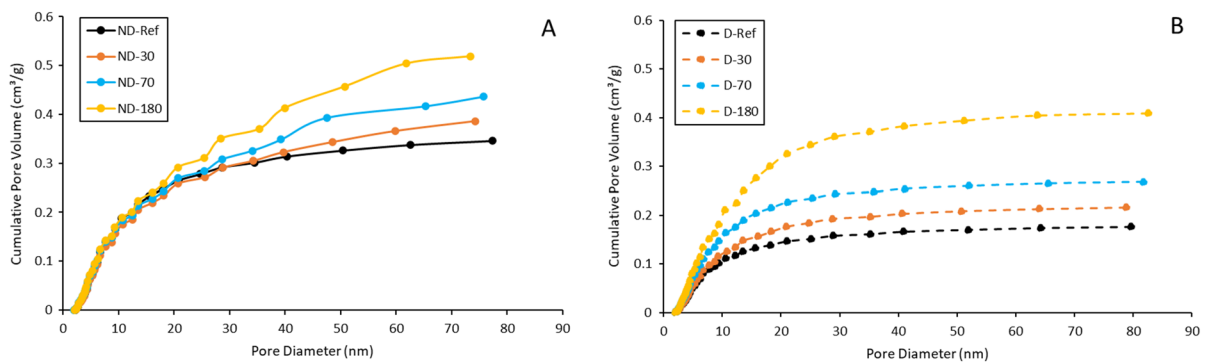 A
ND-Ref
ND-30
ND-70
ND-180
Cumulative Pore Volume (cm³/g)
0.6
0.5
0.4
0.3
0.2
0.1
0
0 10 20 30 40 50 60 70 80 90
Pore Diameter (nm)
B
D-Ref
D-30
D-70
D-180
Cumulative Pore Volume (cm³/g)
0.6
0.5
0.4
0.3
0.2
0.1
0
0 10 20 30 40 50 60 70 80 90
Pore Diameter (nm)